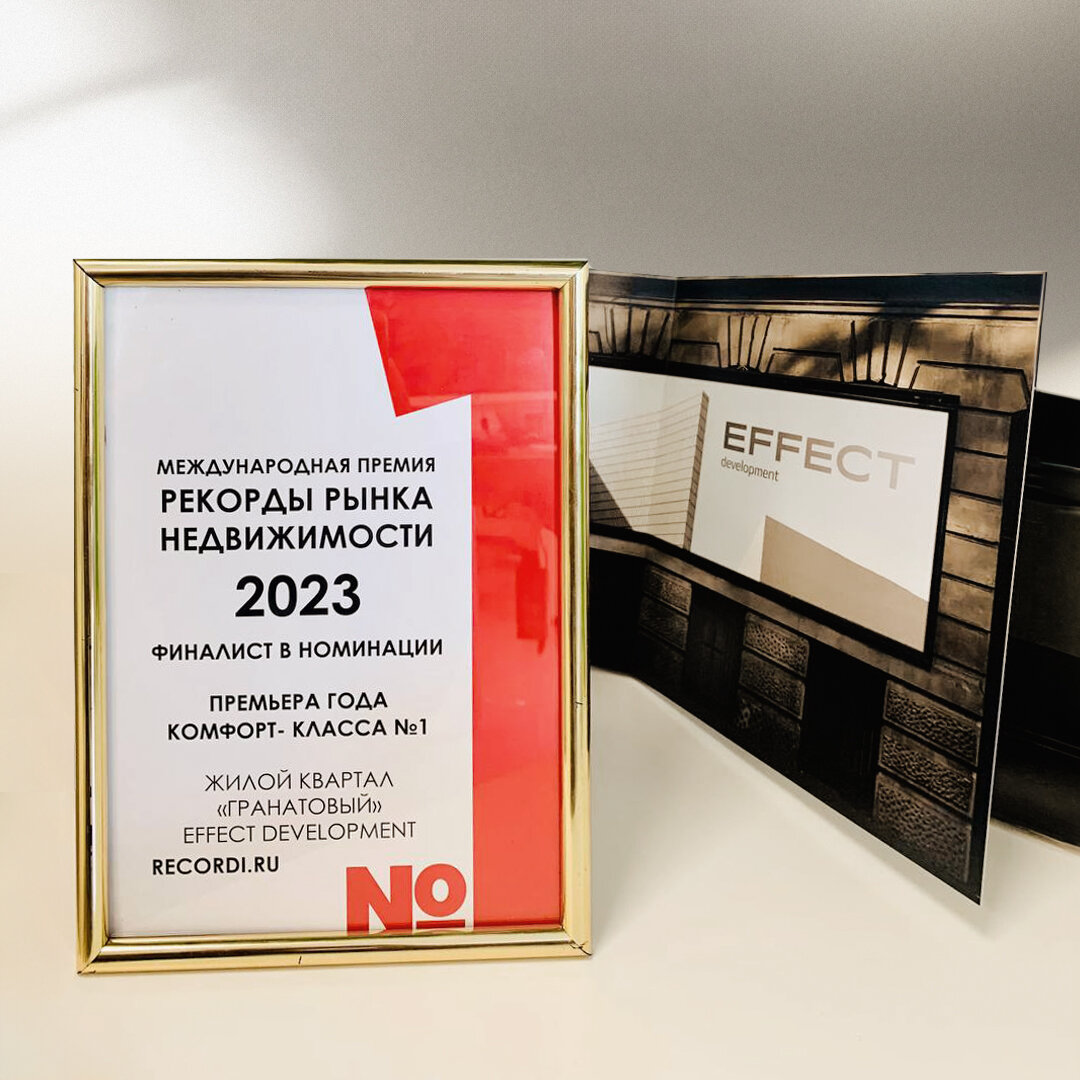 МЕЖДУНАРОДНАЯ ПРЕМИЯ
РЕКОРДЫ РЫНКА
НЕДВИЖИМОСТИ
2023
ФИНАЛИСТ В НОМИНАЦИИ
ПРЕМЬЕРА ГОДА
КОМФОРТ- КЛАССА №1
ЖИЛОЙ КВАРТАЛ
«ГРАНАТОВЫЙ»
EFFECT DEVELOPMENT
RECORDI.RU
№1
EFFECT
development